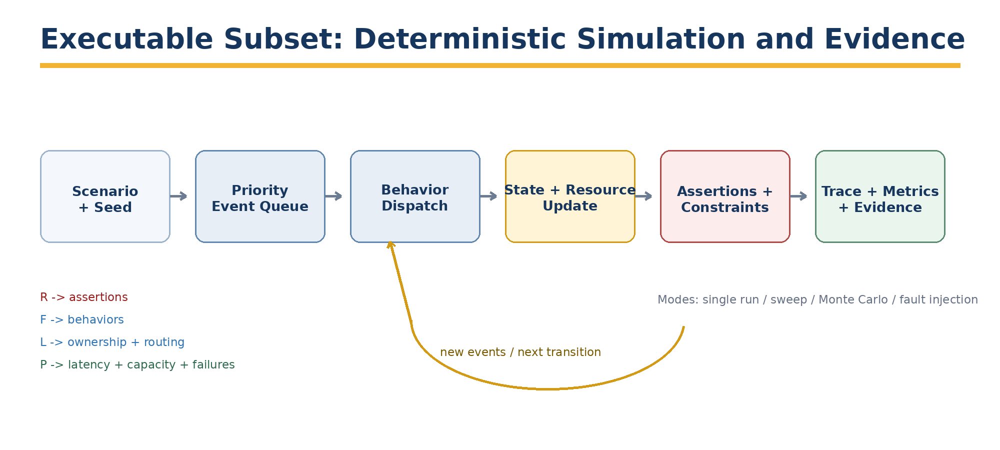 Executable Subset: Deterministic Simulation and Evidence
Scenario
+ Seed
Priority
Event Queue
Behavior
Dispatch
State + Resource
Update
Assertions +
Constraints
Trace + Metrics
+ Evidence
R -> assertions
F -> behaviors
L -> ownership + routing
P -> latency + capacity + failures
new events / next transition
Modes: single run / sweep / Monte Carlo / fault injection